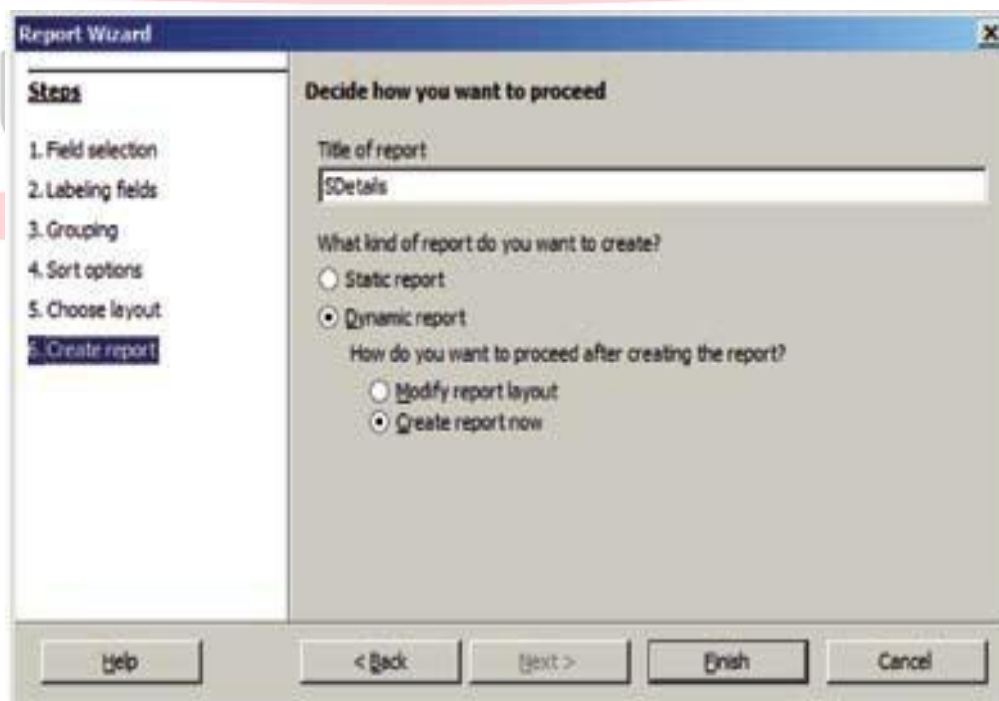 Report Wizard
Steps
1. Field selection
2. Labeling fields
3. Grouping
4. Sort options
5. Choose layout
6. Create report
Decide how you want to proceed
Title of report
SDetails
What kind of report do you want to create?
Static report
Dynamic report
How do you want to proceed after creating the report?
Modify report layout
Create report now
Help
< Back
Next >
Finish
Cancel